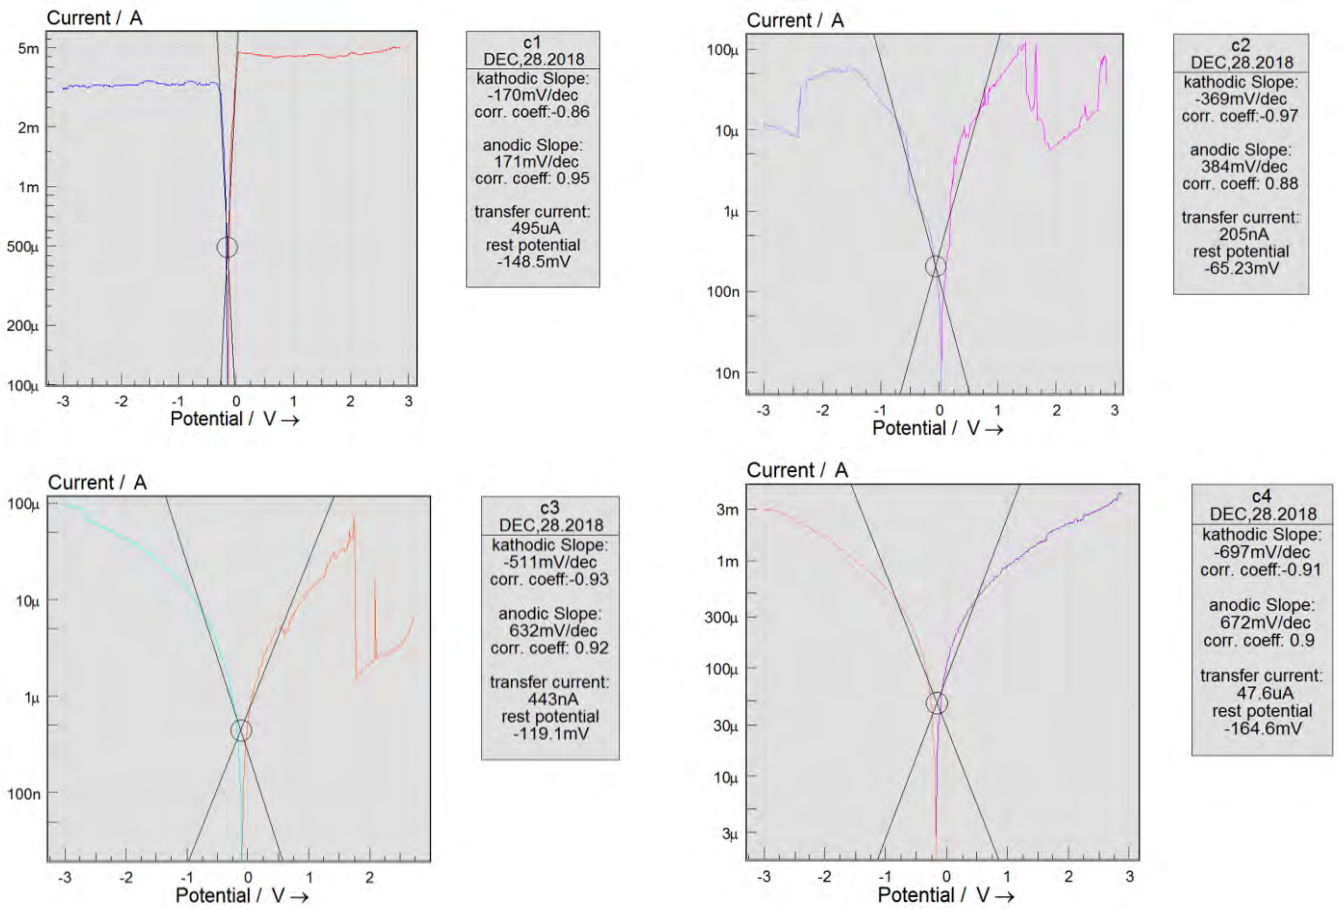 Current / A
5m
2m
1m
500µ
200µ
100µ
-3 -2 -1 0 1 2 3
Potential / V →
c1
DEC,28.2018
kathodic Slope:
-170mV/dec
corr. coeff:-0.86
anodic Slope:
171mV/dec
corr. coeff: 0.95
transfer current:
495uA
rest potential
-148.5mV
Current / A
100µ
10µ
1µ
100n
10n
-3 -2 -1 0 1 2 3
Potential / V →
c2
DEC,28.2018
kathodic Slope:
-369mV/dec
corr. coeff:-0.97
anodic Slope:
384mV/dec
corr. coeff: 0.88
transfer current:
205nA
rest potential
-65.23mV
Current / A
100µ
10µ
1µ
100n
-3 -2 -1 0 1 2
Potential / V →
c3
DEC,28.2018
kathodic Slope:
-511mV/dec
corr. coeff:-0.93
anodic Slope:
632mV/dec
corr. coeff: 0.92
transfer current:
443nA
rest potential
-119.1mV
Current / A
3m
1m
300µ
100µ
30µ
10µ
3µ
-3 -2 -1 0 1 2 3
Potential / V →
c4
DEC,28.2018
kathodic Slope:
-697mV/dec
corr. coeff:-0.91
anodic Slope:
672mV/dec
corr. coeff: 0.9
transfer current:
47.6uA
rest potential
-164.6mV